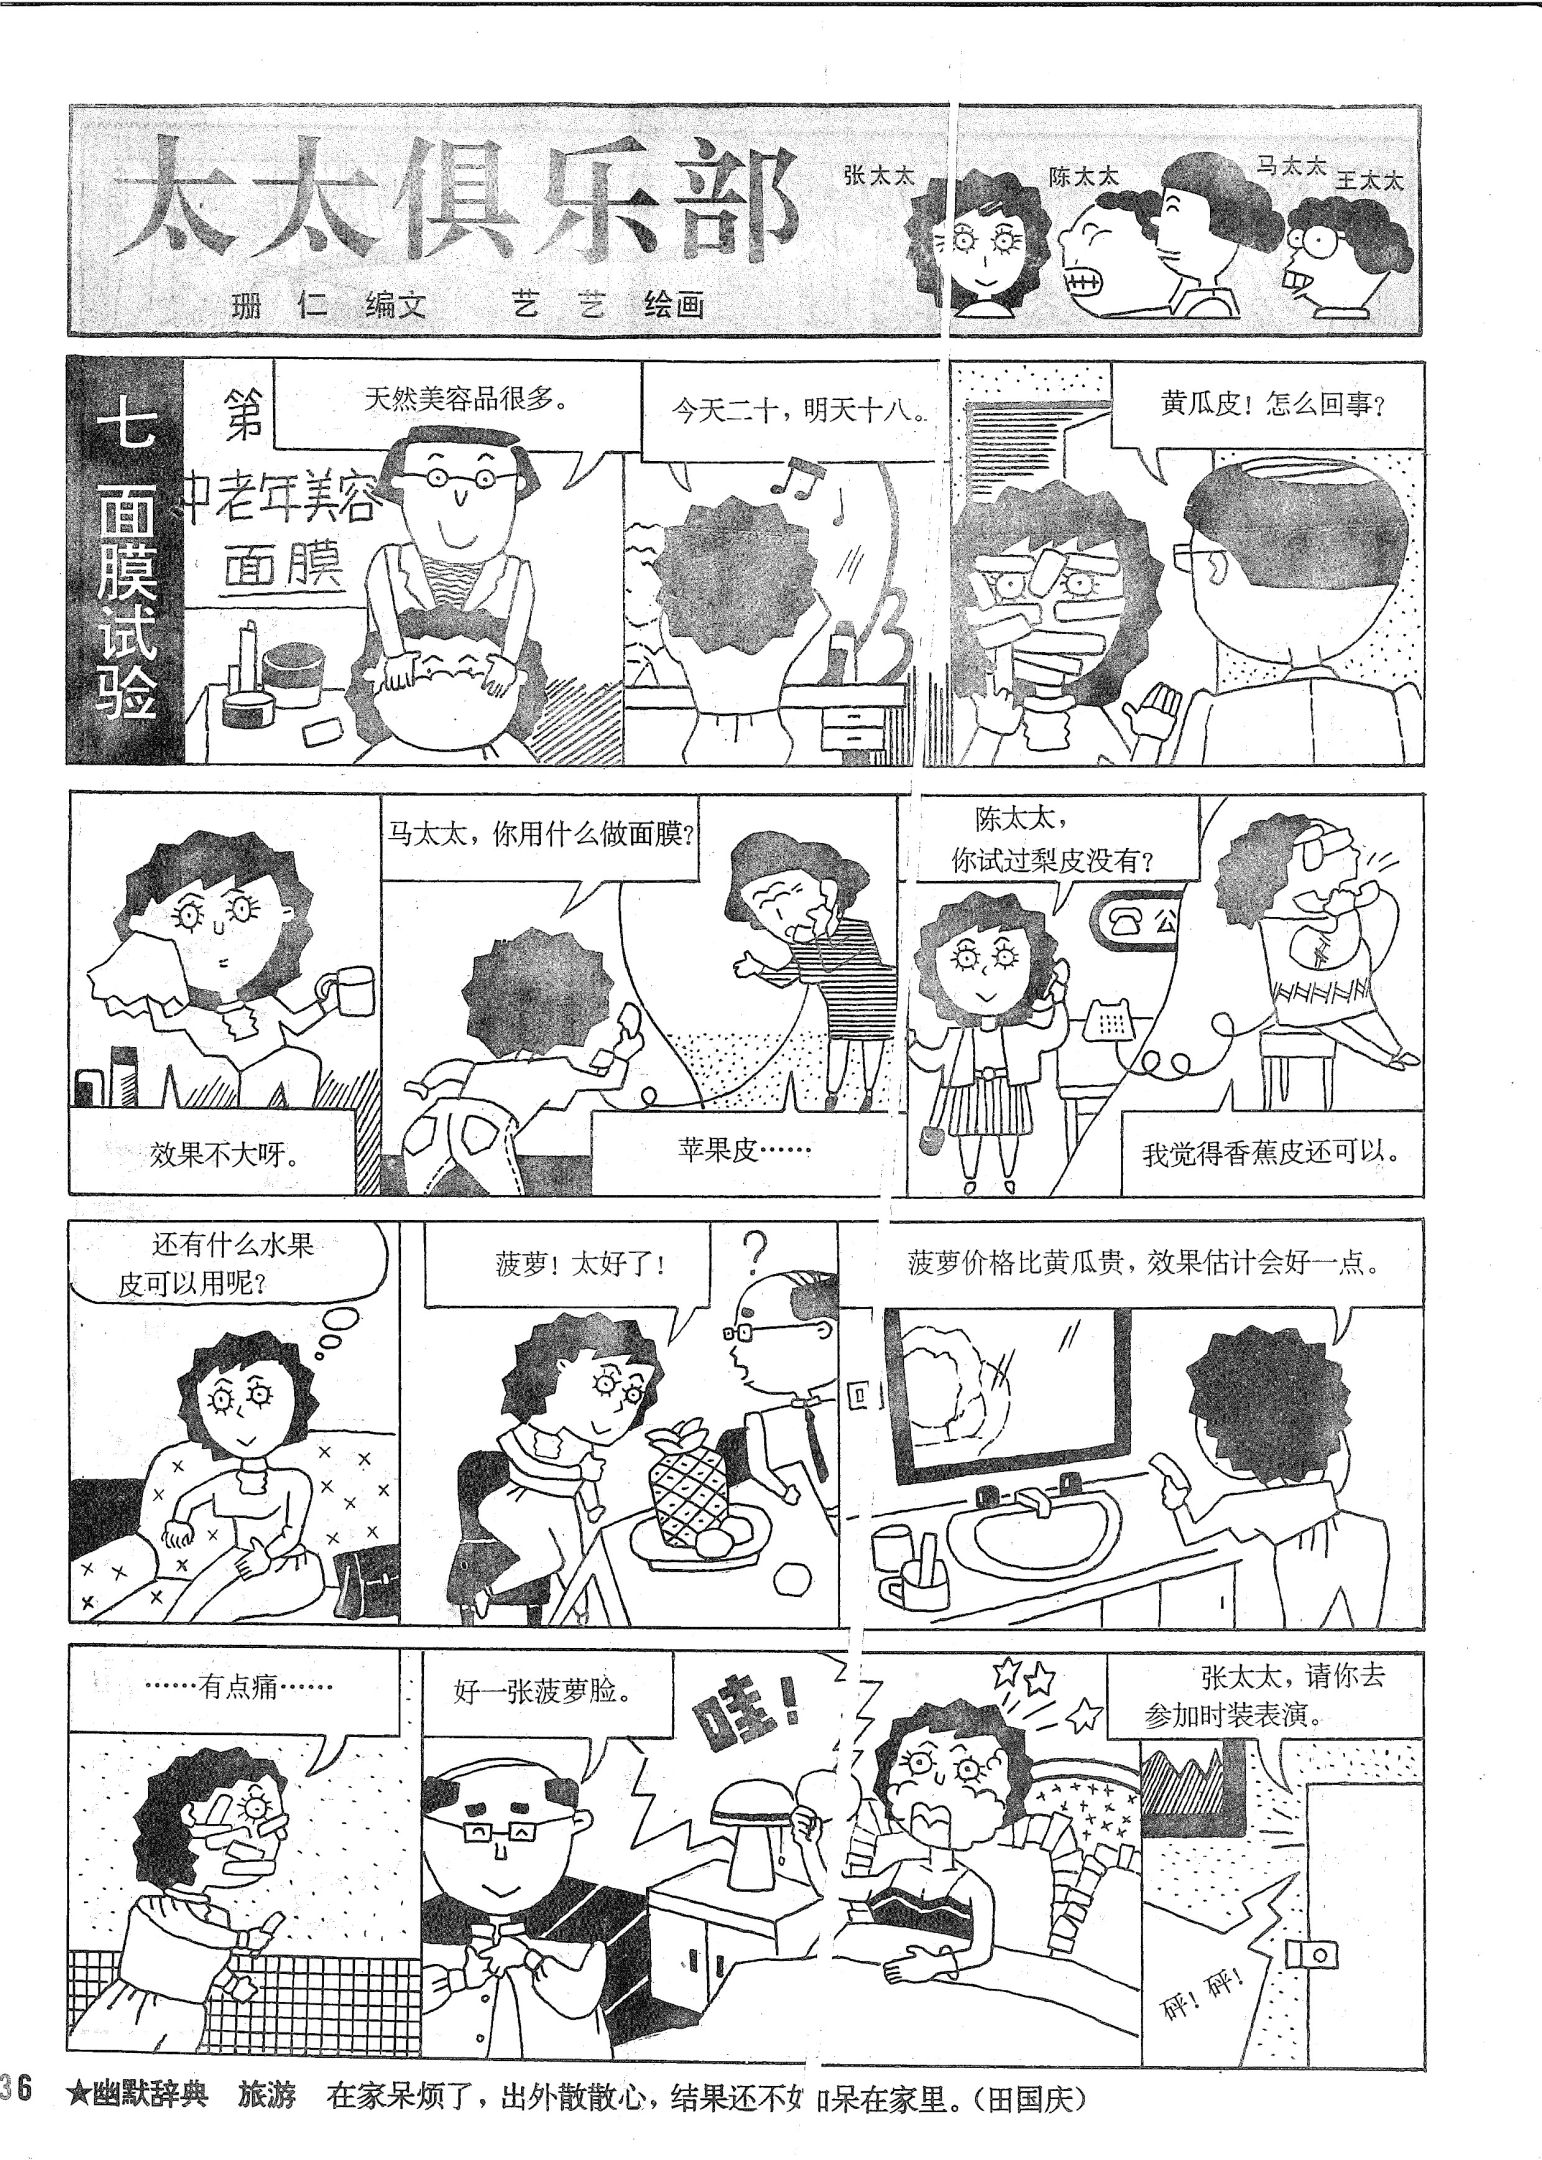 太太俱乐部
珊 仁 编文 艺 艺 绘画
张太太
陈太太
马太太
王太太
七 面膜试验
第
中老年美容
面膜
天然美容品很多。
今天二十，明天十八。
黄瓜皮！怎么回事？
效果不大呀。
马太太，你用什么做面膜？
苹果皮……
陈太太，
你试过梨皮没有？
公
我觉得香蕉皮还可以。
还有什么水果
皮可以用呢？
菠萝！太好了！
？
菠萝价格比黄瓜贵，效果估计会好一点。
……有点痛……
好一张菠萝脸。
哇！
张太太，请你去
参加时装表演。
砰！砰！
36 ★幽默辞典 旅游 在家呆烦了，出外散散心，结果还不如呆在家里。（田国庆）